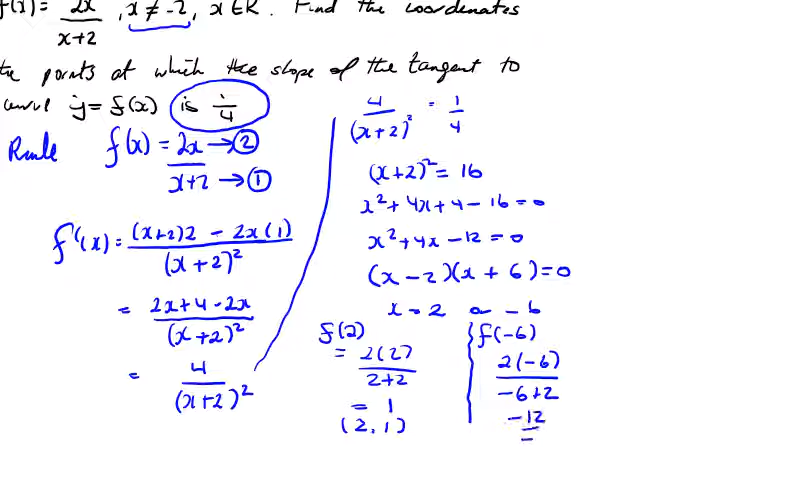 f(x) = 2x/x+2, x ≠ -2, x ∈ R. Find the coordinates
the points at which the slope of the tangent to
curve y = f(x) is 1/4
Rule f(x) = 2x → ②
x+2 → ①
f'(x) = (x+2)2 - 2x(1)/(x+2)²
= 2x+4-2x/(x+2)²
= 4/(x+2)²
4/(x+2)² = 1/4
(x+2)² = 16
x² + 4x + 4 - 16 = 0
x² + 4x - 12 = 0
(x - 2)(x + 6) = 0
x = 2 or -6
f(2)
= 2(2)/2+2
= 1
(2, 1)
f(-6)
2(-6)/-6+2
-12